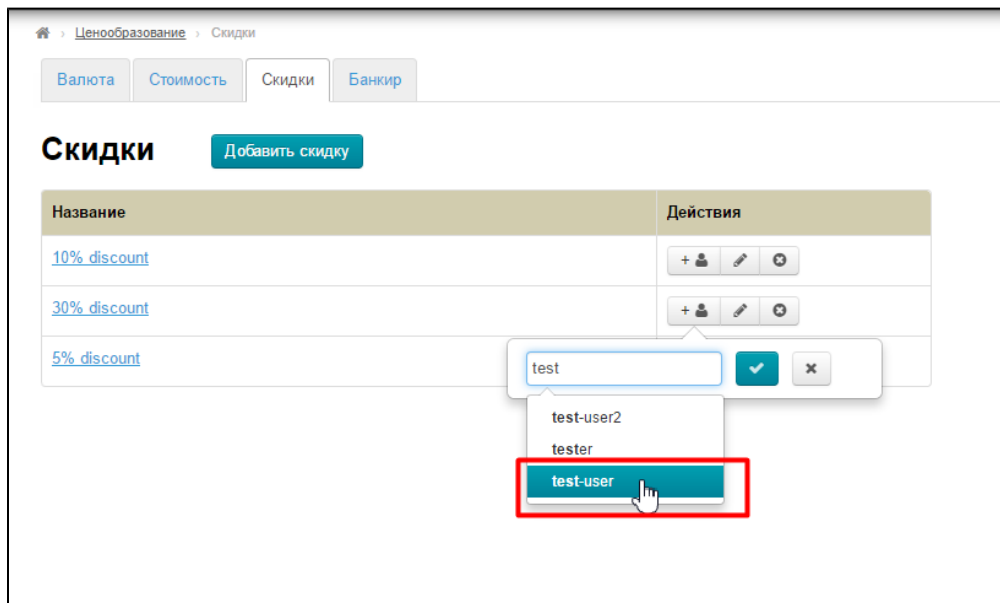 Ценообразование › Скидки
Валюта Стоимость Скидки Банкир
Скидки Добавить скидку
Название Действия
10% discount +
30% discount +
5% discount
test
test-user2
tester
test-user